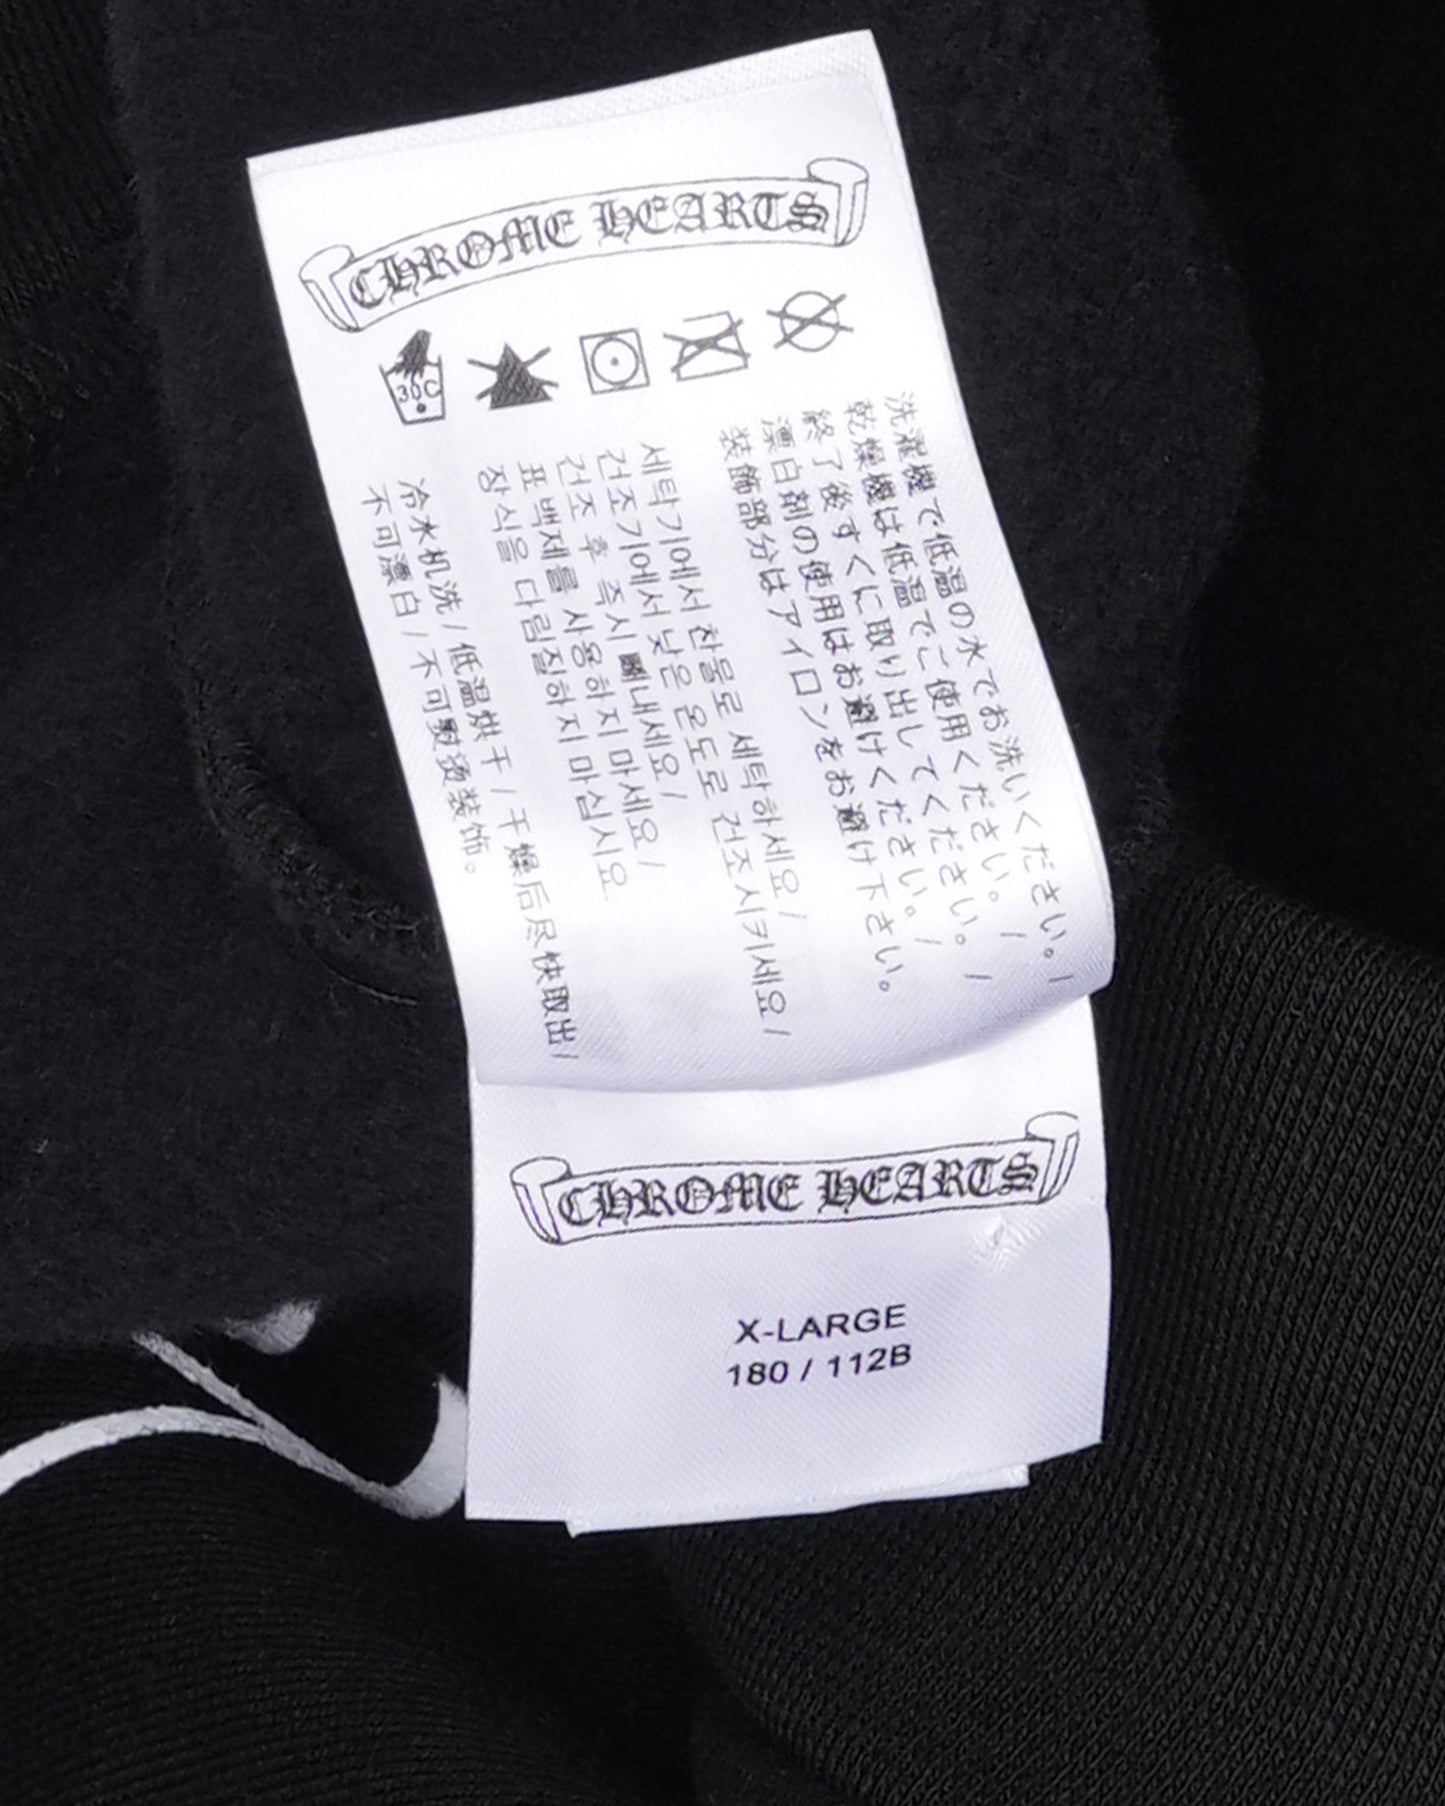 CHROME HEARTS
30C
洗濯機で低温の水でお洗いください。/
乾燥機は低温でご使用ください。/
終了後すぐに取り出してください。/
漂白剤の使用はお避けください。/
装飾部分はアイロンをお避け下さい。
세탁기에서 찬물로 세탁하세요/
건조기에서 낮은 온도로 건조시키세요/
건조 후 즉시 빼내세요/
표백제를 사용하지 마세요/
장식을 다림질하지 마십시요.
冷水机洗/低温烘干/干燥后尽快取出/
不可漂白/不可熨烫装饰。
CHROME HEARTS
X-LARGE
180 / 112B